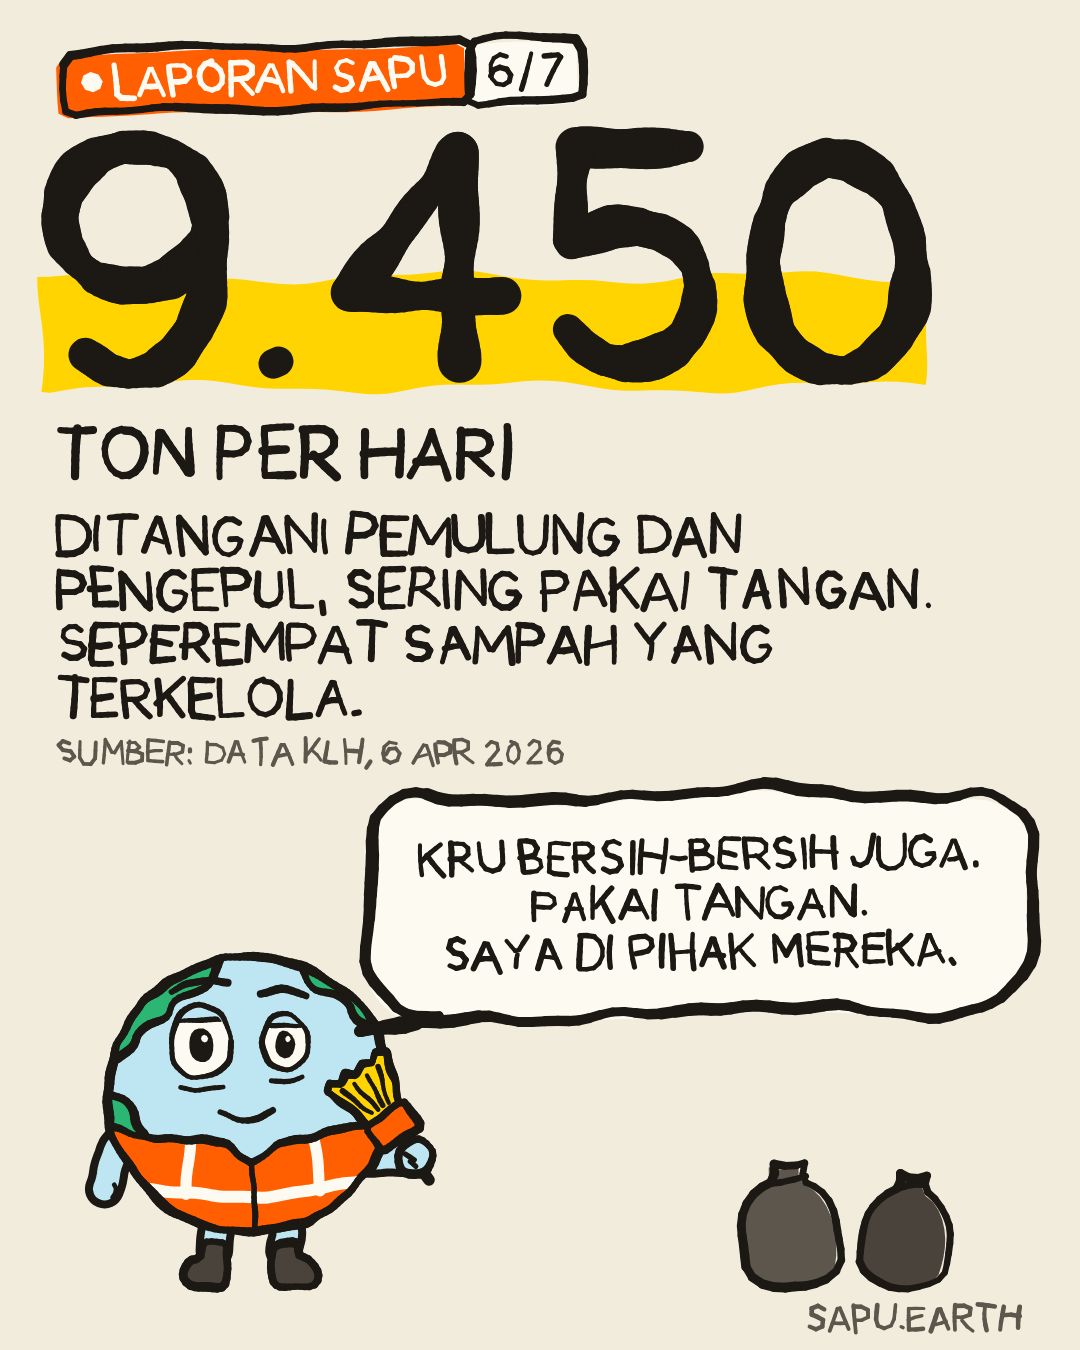 LAPORAN SAPU 6/7
9.450
TON PER HARI
DITANGANI PEMULUNG DAN
PENGEPUL, SERING PAKAI TANGAN.
SEPEREMPAT SAMPAH YANG
TERKELOLA.
SUMBER: DATA KLH, 6 APR 2026
KRU BERSIH-BERSIH JUGA.
PAKAI TANGAN.
SAYA DI PIHAK MEREKA.
SAPU.EARTH